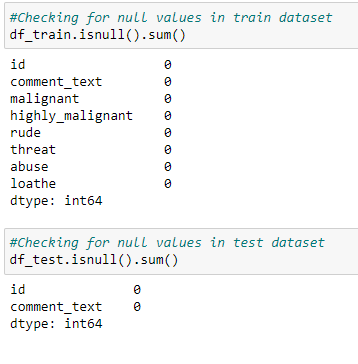 #Checking for null values in train dataset
df_train.isnull().sum()
id                  0
comment_text        0
malignant           0
highly_malignant    0
rude                0
threat              0
abuse               0
loathe              0
dtype: int64
#Checking for null values in test dataset
df_test.isnull().sum()
id              0
comment_text    0
dtype: int64